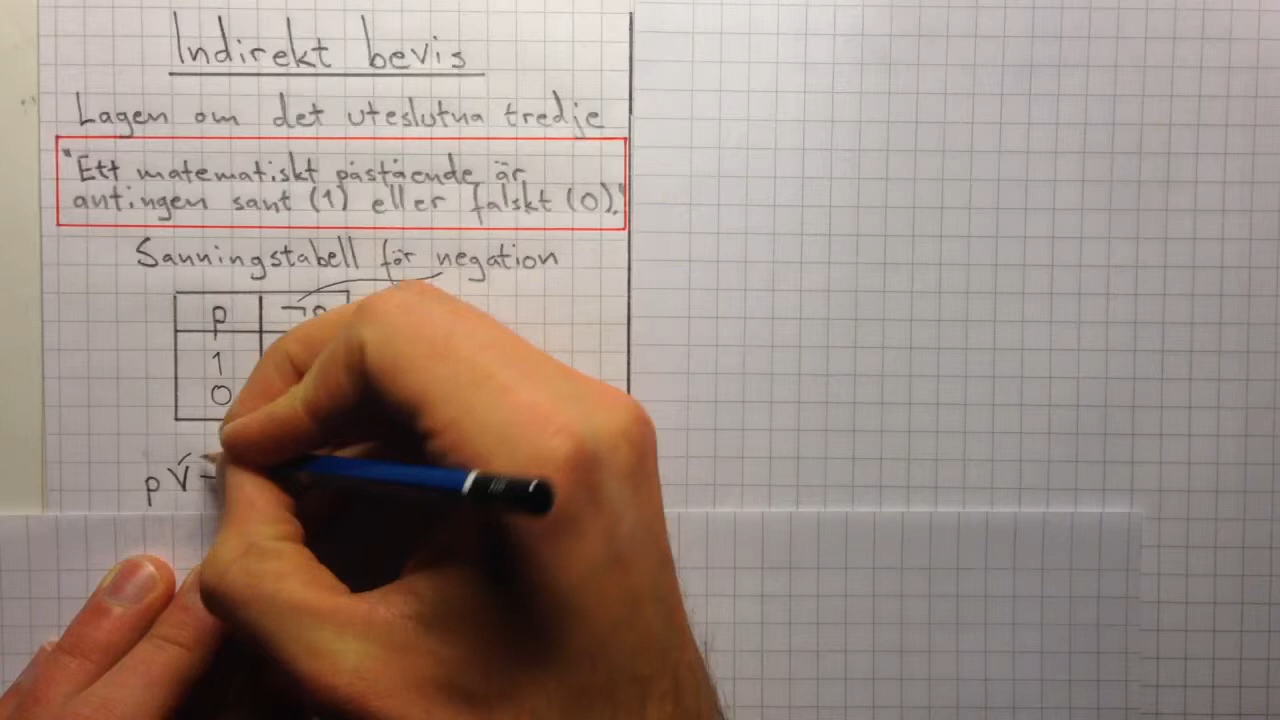 Indirekt bevis
Lagen om det uteslutna tredje
"Ett matematiskt påstående är
antingen sant (1) eller falskt (0)."
Sanningstabell för negation
p ¬p
1
0
p V ¬